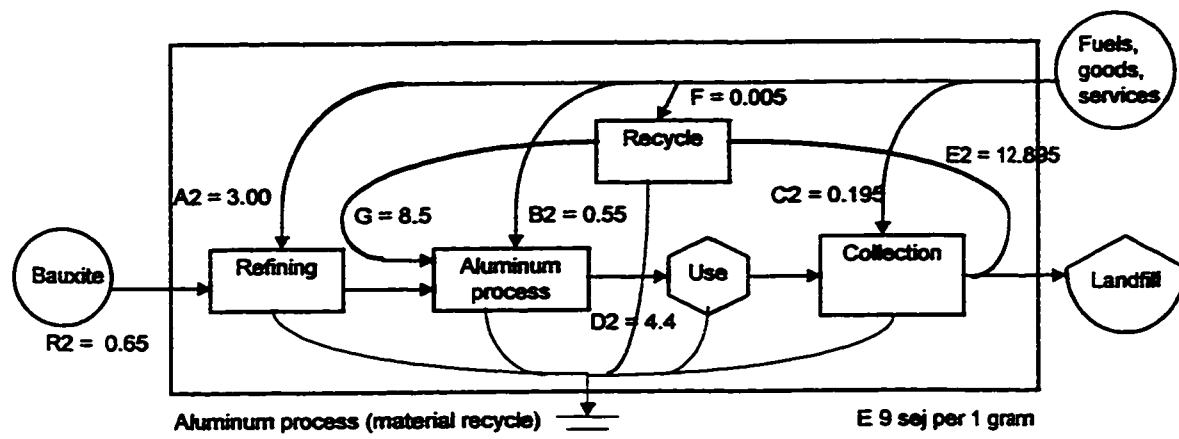 Fuels,
goods,
services
F = 0.005
Recycle
E2 = 12.895
A2 = 3.00
G = 8.5
B2 = 0.55
C2 = 0.195
Bauxite
Refining
Aluminum
process
Use
Collection
Landfill
R2 = 0.65
D2 = 4.4
Aluminum process (material recycle)
E 9 sej per 1 gram